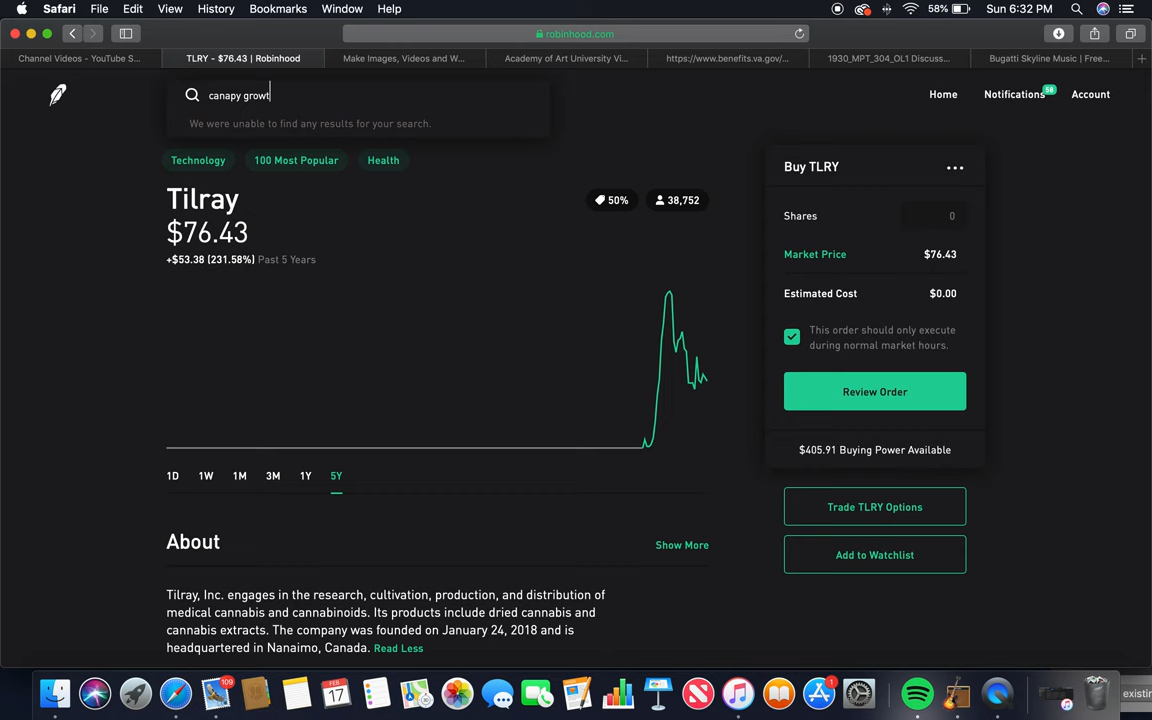 Safari File Edit View History Bookmarks Window Help 58% Sun 6:32 PM
robinhood.com
Channel Videos - YouTube S... TLRY - $76.43 | Robinhood Make Images, Videos and W... Academy of Art University Vi... https://www.benefits.va.gov/... 1930_MPT_304_OL1 Discuss... Bugatti Skyline Music | Free...
canapy growt
Home Notifications 58 Account
We were unable to find any results for your search.
Technology 100 Most Popular Health
Buy TLRY
Tilray
50% 38,752
Shares 0
$76.43
Market Price $76.43
+$53.38 (231.58%) Past 5 Years
Estimated Cost $0.00
This order should only execute
during normal market hours.
Review Order
$405.91 Buying Power Available
1D 1W 1M 3M 1Y 5Y
Trade TLRY Options
About Show More
Add to Watchlist
Tilray, Inc. engages in the research, cultivation, production, and distribution of
medical cannabis and cannabinoids. Its products include dried cannabis and
cannabis extracts. The company was founded on January 24, 2018 and is
headquartered in Nanaimo, Canada. Read Less
109
FEB
17
1
existin